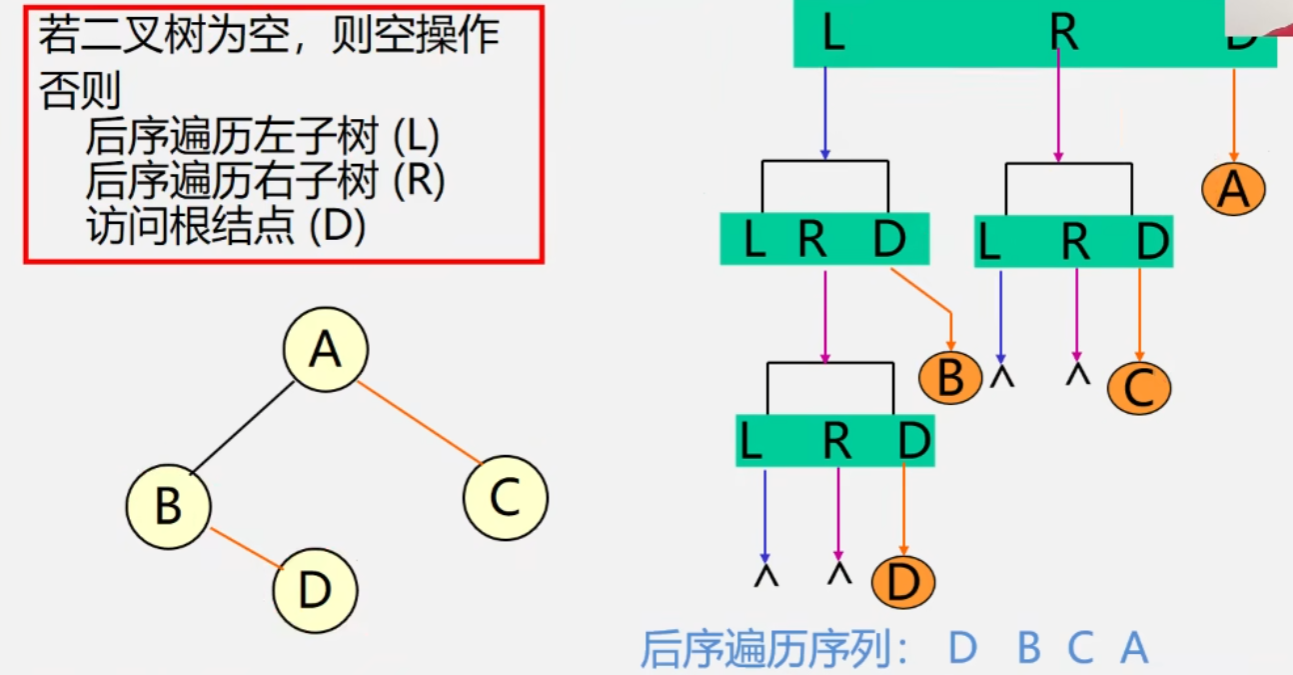 若二叉树为空，则空操作
否则
后序遍历左子树 (L)
后序遍历右子树 (R)
访问根结点 (D)
A
B
C
D
L R D
A
L R D
L R D
B
∧ ∧
C
L R D
∧ ∧
D
后序遍历序列： D B C A